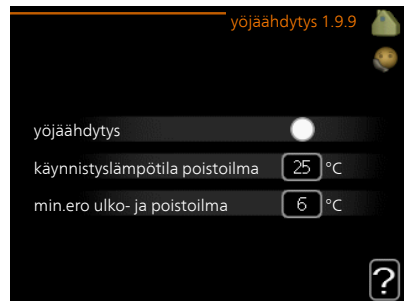 yöjäähdytys 1.9.9
yöjäähdytys
käynnistyslämpötila poistoilma 25 °C
min.ero ulko- ja poistoilma 6 °C
?